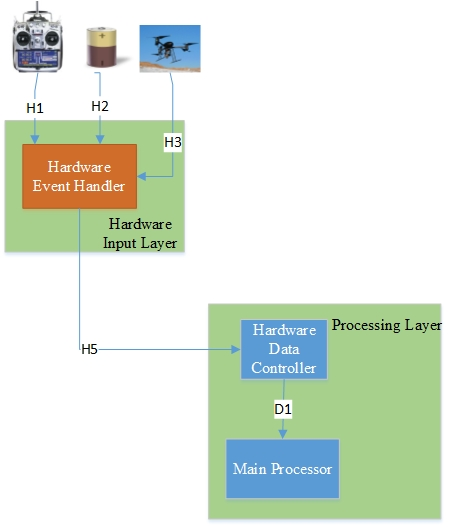 H1
H2
H3
Hardware
Event Handler
Hardware
Input Layer
H5
Hardware
Data
Controller
Processing Layer
D1
Main Processor